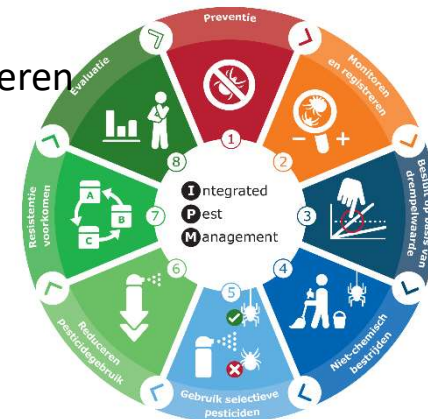 eren
Preventie
1
Monitoren
en registreren
2
Besluit op basis van
drempelwaarde
3
Niet-chemisch
bestrijden
4
Gebruik selectieve
pesticiden
5
Reduceren
pesticidegebruik
6
Resistentie
voorkomen
7
A
B
C
Evaluatie
8
Integrated
Pest
Management